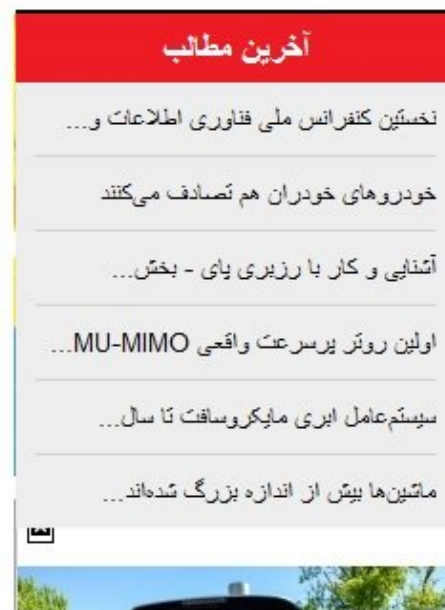 آخرین مطالب
نخستین کنفرانس ملی فناوری اطلاعات و...
خودروهای خودران هم تصادف می‌کنند
آشنایی و کار با رزبری پای - بخش...
اولین روتر پرسرعت واقعی MU-MIMO...
سیستم‌عامل ابری مایکروسافت تا سال...
ماشین‌ها بیش از اندازه بزرگ شده‌اند...